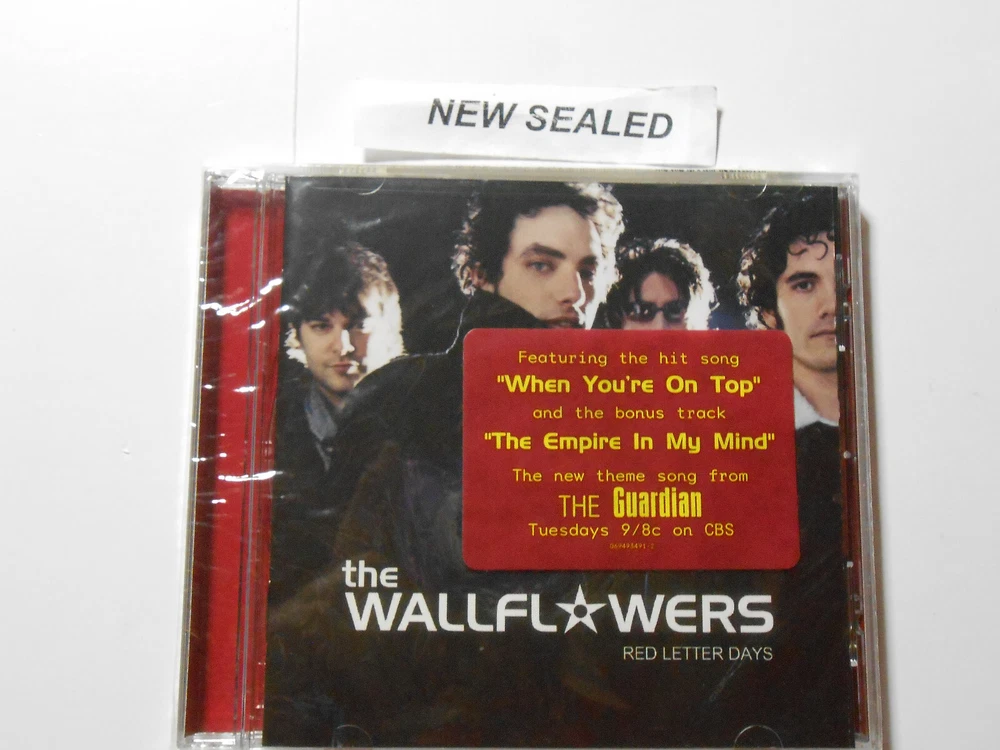 NEW SEALED
Featuring the hit song
"When You're On Top"
and the bonus track
"The Empire In My Mind"
The new theme song from
THE Guardian
Tuesdays 9/8c on CBS
the
WALLFL☆WERS
RED LETTER DAYS